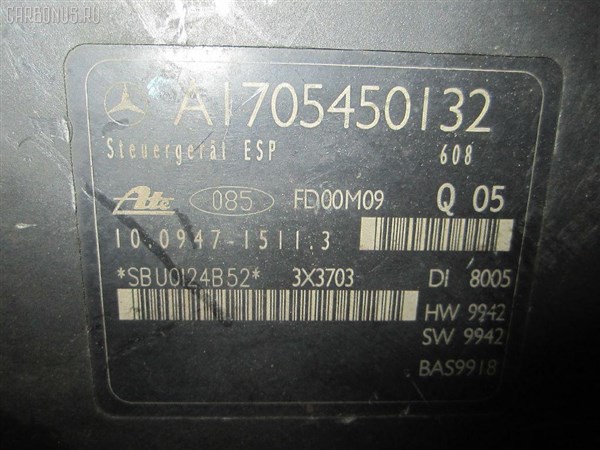 CARBONUS.RU
A1705450132
Steuergerät ESP 608
Ate 085 FD00M09 Q 05
10.0947-1511.3
*SBU0124B52* 3X3703 DI 8005
HW 9942
SW 9942
BAS9918